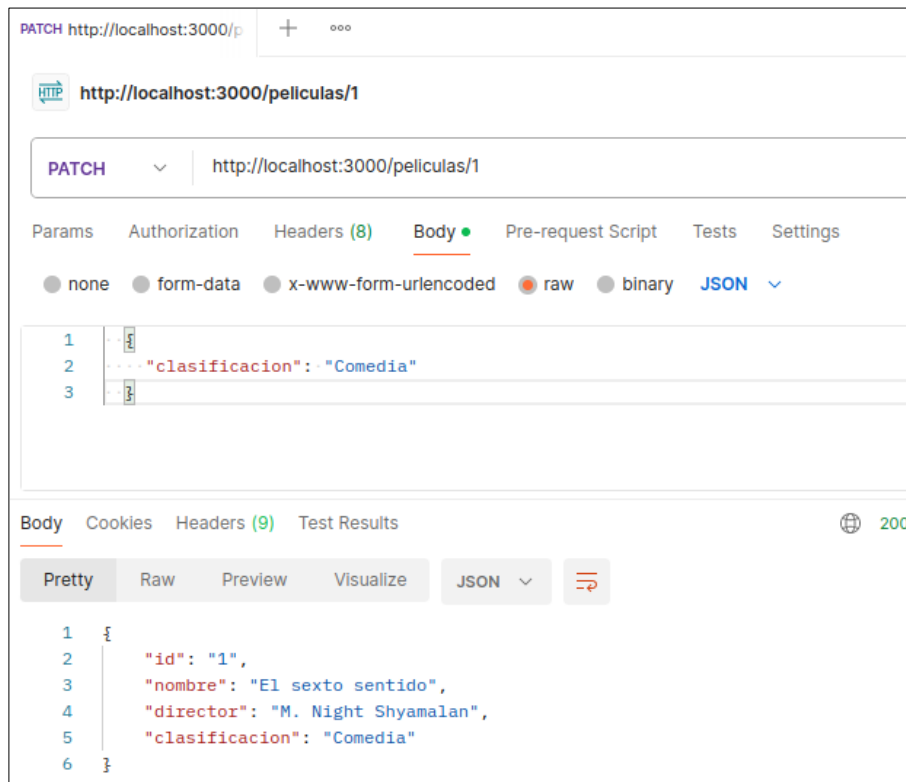 PATCH http://localhost:3000/p
HTTP http://localhost:3000/peliculas/1
PATCH http://localhost:3000/peliculas/1
Params Authorization Headers (8) Body Pre-request Script Tests Settings
none form-data x-www-form-urlencoded raw binary JSON
1 {
2 "clasificacion": "Comedia"
3 }
Body Cookies Headers (9) Test Results 200
Pretty Raw Preview Visualize JSON
1 {
2 "id": "1",
3 "nombre": "El sexto sentido",
4 "director": "M. Night Shyamalan",
5 "clasificacion": "Comedia"
6 }